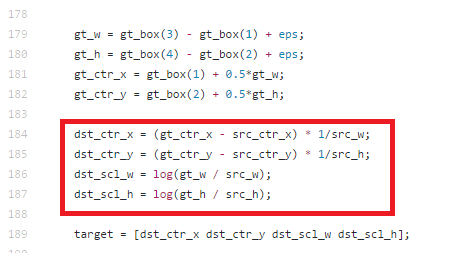 178
179 gt_w = gt_box(3) - gt_box(1) + eps;
180 gt_h = gt_box(4) - gt_box(2) + eps;
181 gt_ctr_x = gt_box(1) + 0.5*gt_w;
182 gt_ctr_y = gt_box(2) + 0.5*gt_h;
183
184 dst_ctr_x = (gt_ctr_x - src_ctr_x) * 1/src_w;
185 dst_ctr_y = (gt_ctr_y - src_ctr_y) * 1/src_h;
186 dst_scl_w = log(gt_w / src_w);
187 dst_scl_h = log(gt_h / src_h);
188
189 target = [dst_ctr_x dst_ctr_y dst_scl_w dst_scl_h];